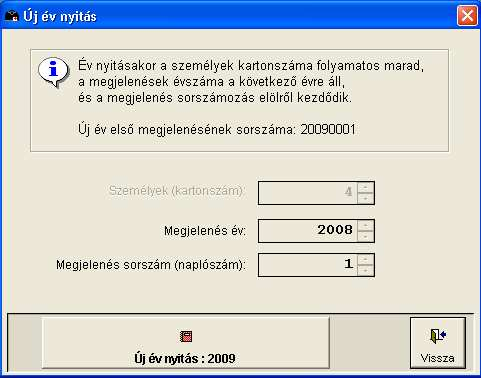 Új év nyitás
Év nyitásakor a személyek kartonszáma folyamatos marad,
a megjelenések évszáma a következő évre áll,
és a megjelenés sorszámozás elölről kezdődik.
Új év első megjelenésének sorszáma: 20090001
Személyek (kartonszám): 4
Megjelenés év: 2008
Megjelenés sorszám (naplószám): 1
Új év nyitás : 2009
Vissza